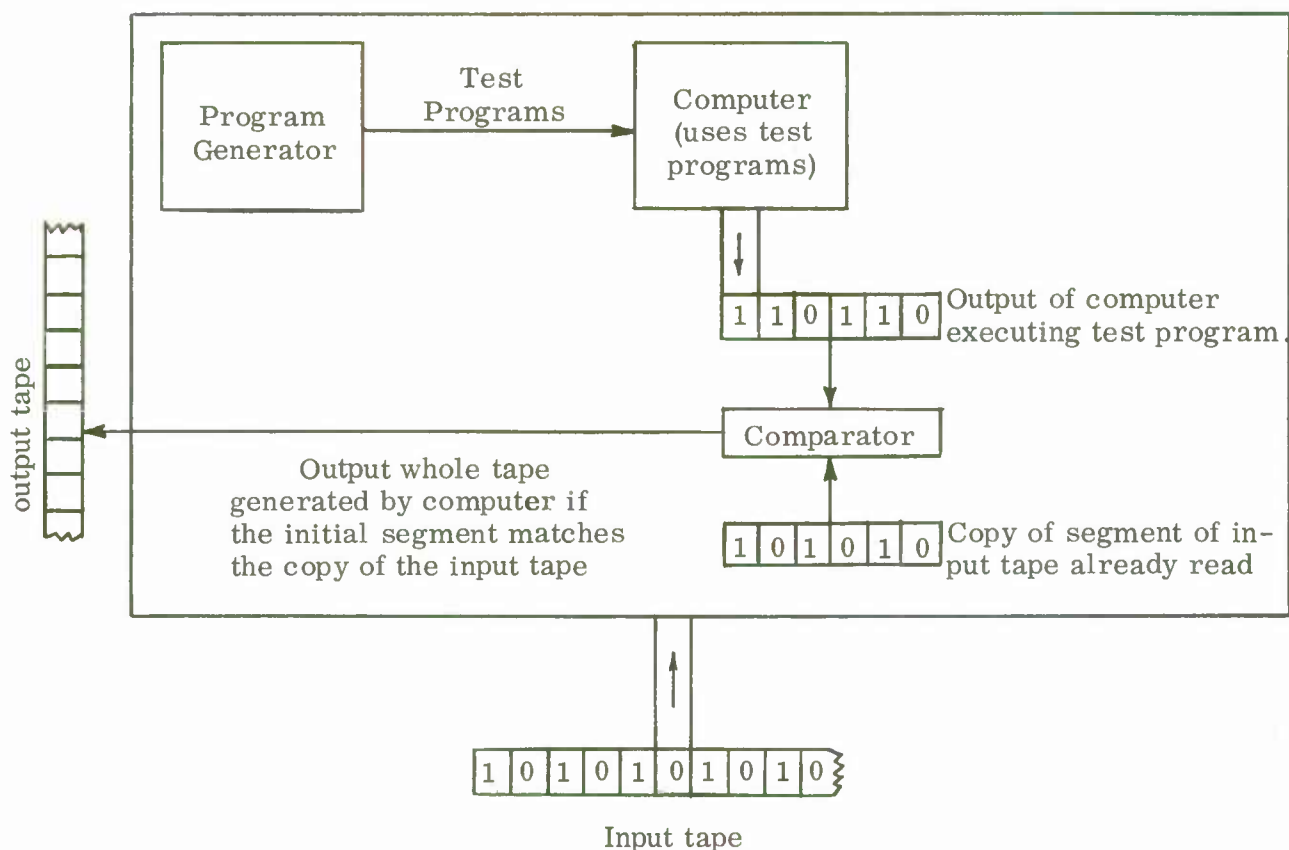 Program
Generator
Test
Programs
Computer
(uses test
programs)
1 1 0 1 1 0
Output of computer
executing test program.
Comparator
output tape
Output whole tape
generated by computer if
the initial segment matches
the copy of the input tape
1 0 1 0 1 0
Copy of segment of in-
put tape already read
1 0 1 0 1 0 1 0 1 0
Input tape